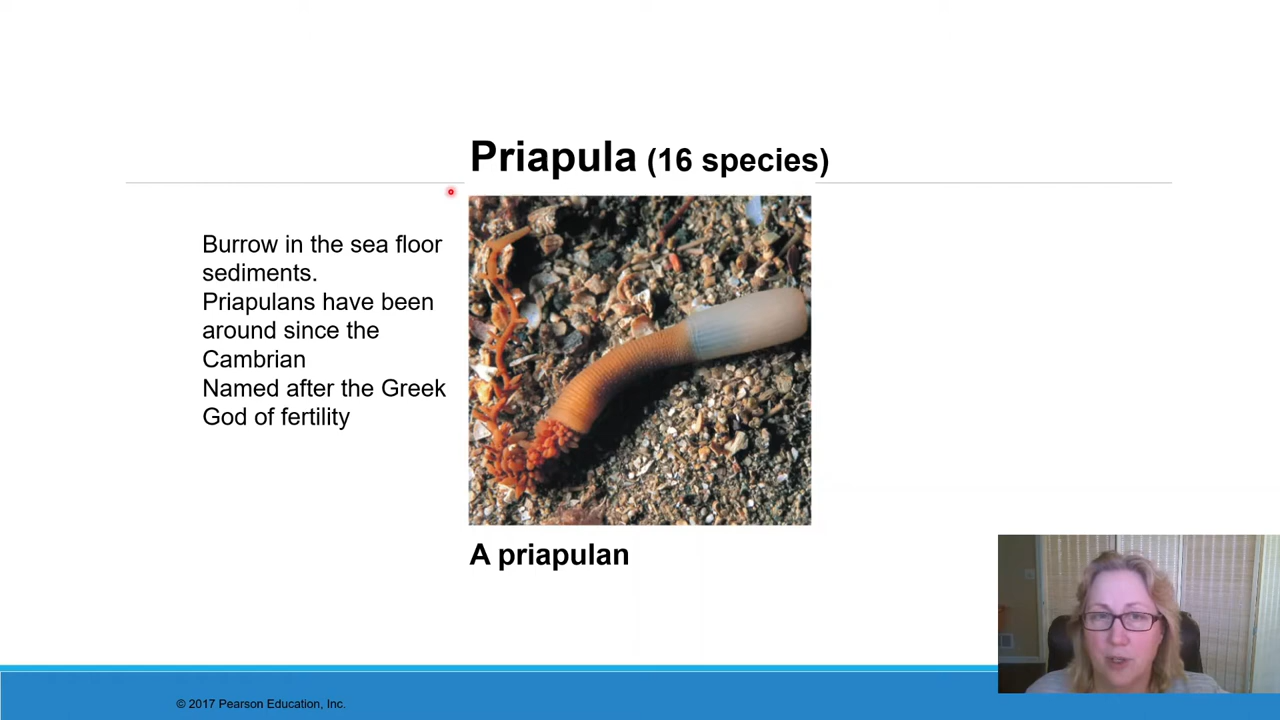 Priapula (16 species)
Burrow in the sea floor
sediments.
Priapulans have been
around since the
Cambrian
Named after the Greek
God of fertility
A priapulan
© 2017 Pearson Education, Inc.